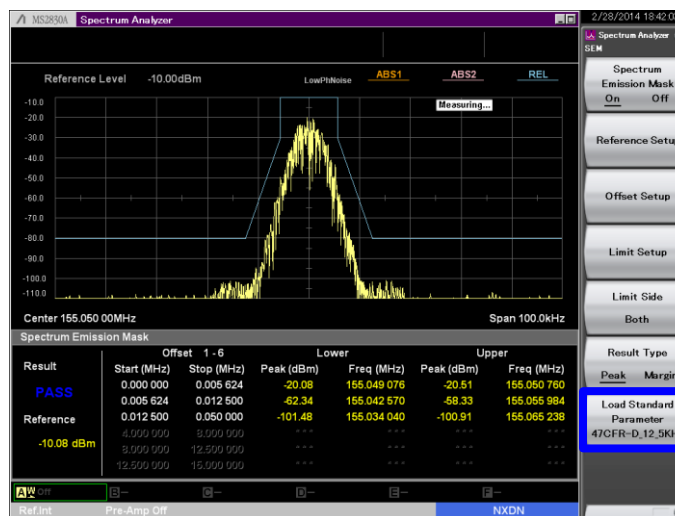 MS2830A Spectrum Analyzer
2/28/2014 18:42:03
Spectrum Analyzer
SEM
Reference Level -10.00dBm LowPhNoise ABS1 ABS2 REL
Measuring...
-10.0
-20.0
-30.0
-40.0
-50.0
-60.0
-70.0
-80.0
-90.0
-100.0
-110.0
Center 155.050 00MHz Span 100.0kHz
Spectrum Emission Mask
Offset 1 - 6 Lower Upper
Result Start (MHz) Stop (MHz) Peak (dBm) Freq (MHz) Peak (dBm) Freq (MHz)
PASS 0.000 000 0.005 624 -20.08 155.049 076 -20.51 155.050 760
0.005 624 0.012 500 -62.34 155.042 570 -58.33 155.055 984
Reference 0.012 500 0.050 000 -101.48 155.034 040 -100.91 155.065 238
4.000 000 8.000 000 --- --- --- ---
-10.08 dBm 8.000 000 12.500 000 --- --- --- ---
12.500 000 15.000 000 --- --- --- ---
A W Off B- C- D- E- F-
Ref.Int Pre-Amp Off NXDN
Spectrum
Emission Mask
On Off
Reference Setu
Offset Setup
Limit Setup
Limit Side
Both
Result Type
Peak Margin
Load Standard
Parameter
47CFR-D_12_5KH